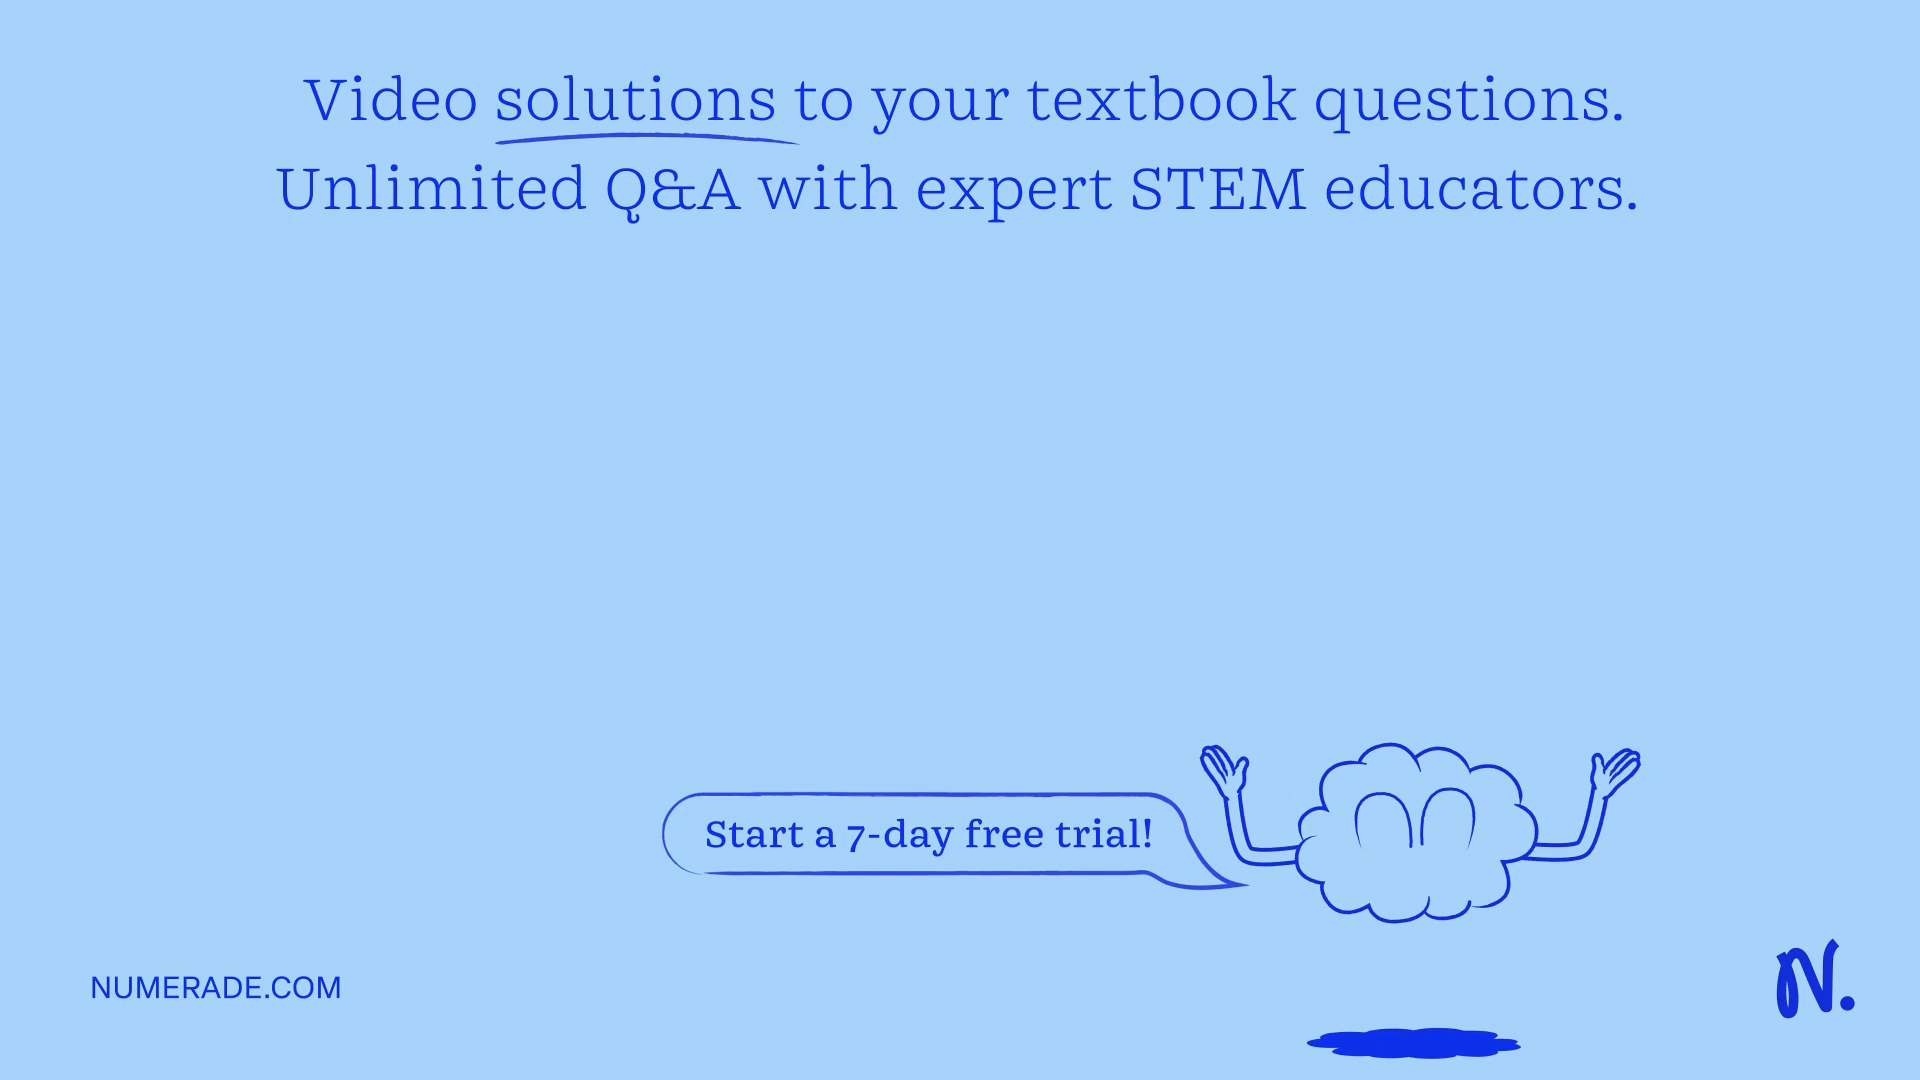 Video solutions to your textbook questions.
Unlimited Q&A with expert STEM educators.
Start a 7-day free trial!
NUMERADE.COM
N.